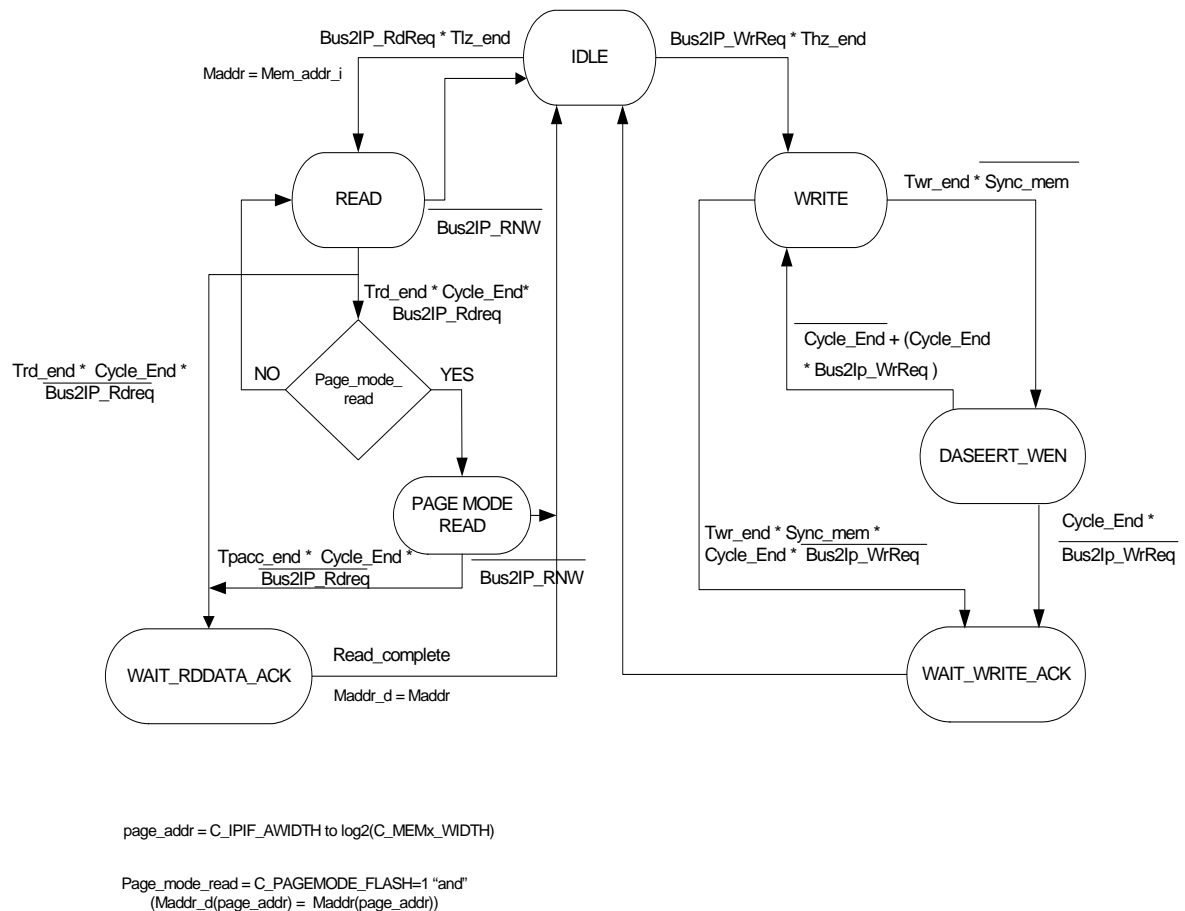 Bus2IP_RdReq * Tlz_end
Bus2IP_WrReq * Thz_end
IDLE
Maddr = Mem_addr_i
READ
Bus2IP_RNW
WRITE
Twr_end * Sync_mem
Trd_end * Cycle_End*
Bus2IP_Rdreq
Cycle_End + (Cycle_End
* Bus2Ip_WrReq )
Trd_end * Cycle_End *
Bus2IP_Rdreq
NO
Page_mode_
read
YES
DASEERT_WEN
PAGE MODE
READ
Tpacc_end * Cycle_End *
Bus2IP_Rdreq
Bus2IP_RNW
Twr_end * Sync_mem *
Cycle_End * Bus2Ip_WrReq
Cycle_End *
Bus2Ip_WrReq
WAIT_RDDATA_ACK
Read_complete
Maddr_d = Maddr
WAIT_WRITE_ACK
page_addr = C_IPIF_AWIDTH to log2(C_MEMx_WIDTH)
Page_mode_read = C_PAGEMODE_FLASH=1 “and”
(Maddr_d(page_addr) = Maddr(page_addr))